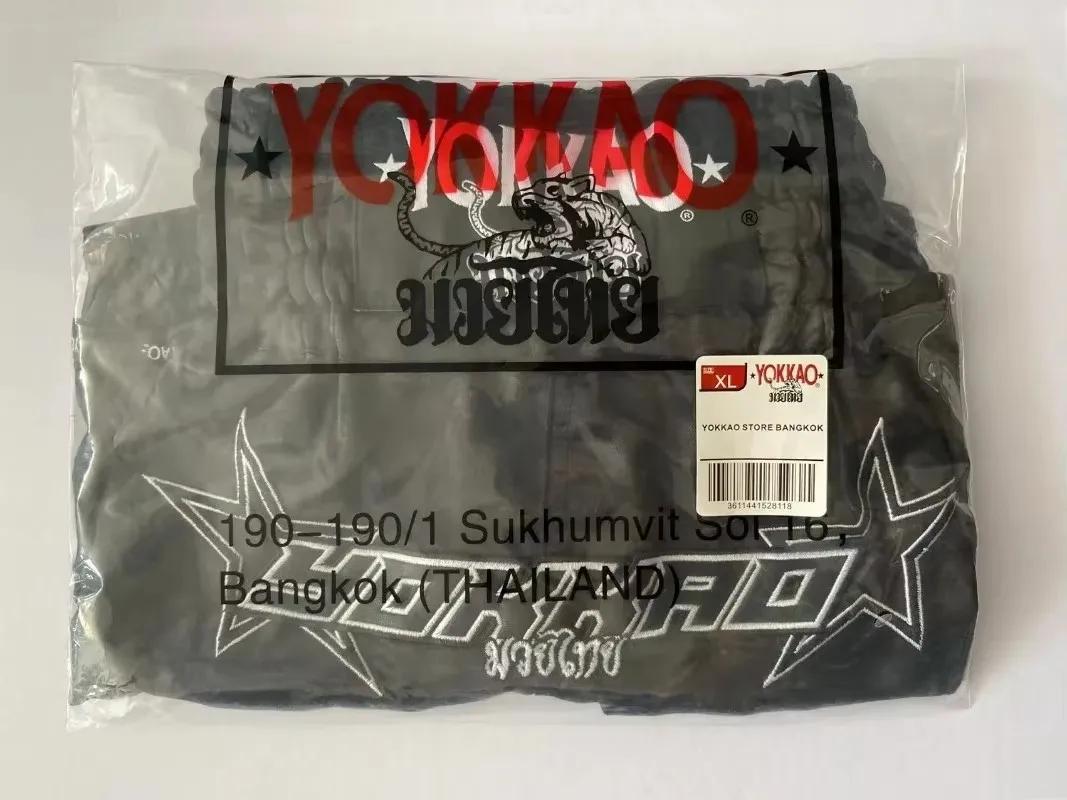 YOKKAO
YOKKAO
®
®
มวยไทย
SIZE XL YOKKAO
®
มวยไทย
YOKKAO STORE BANGKOK
3611441528118
190-190/1 Sukhumvit Soi 16,
Bangkok (THAILAND)
YOKKAO
มวยไทย